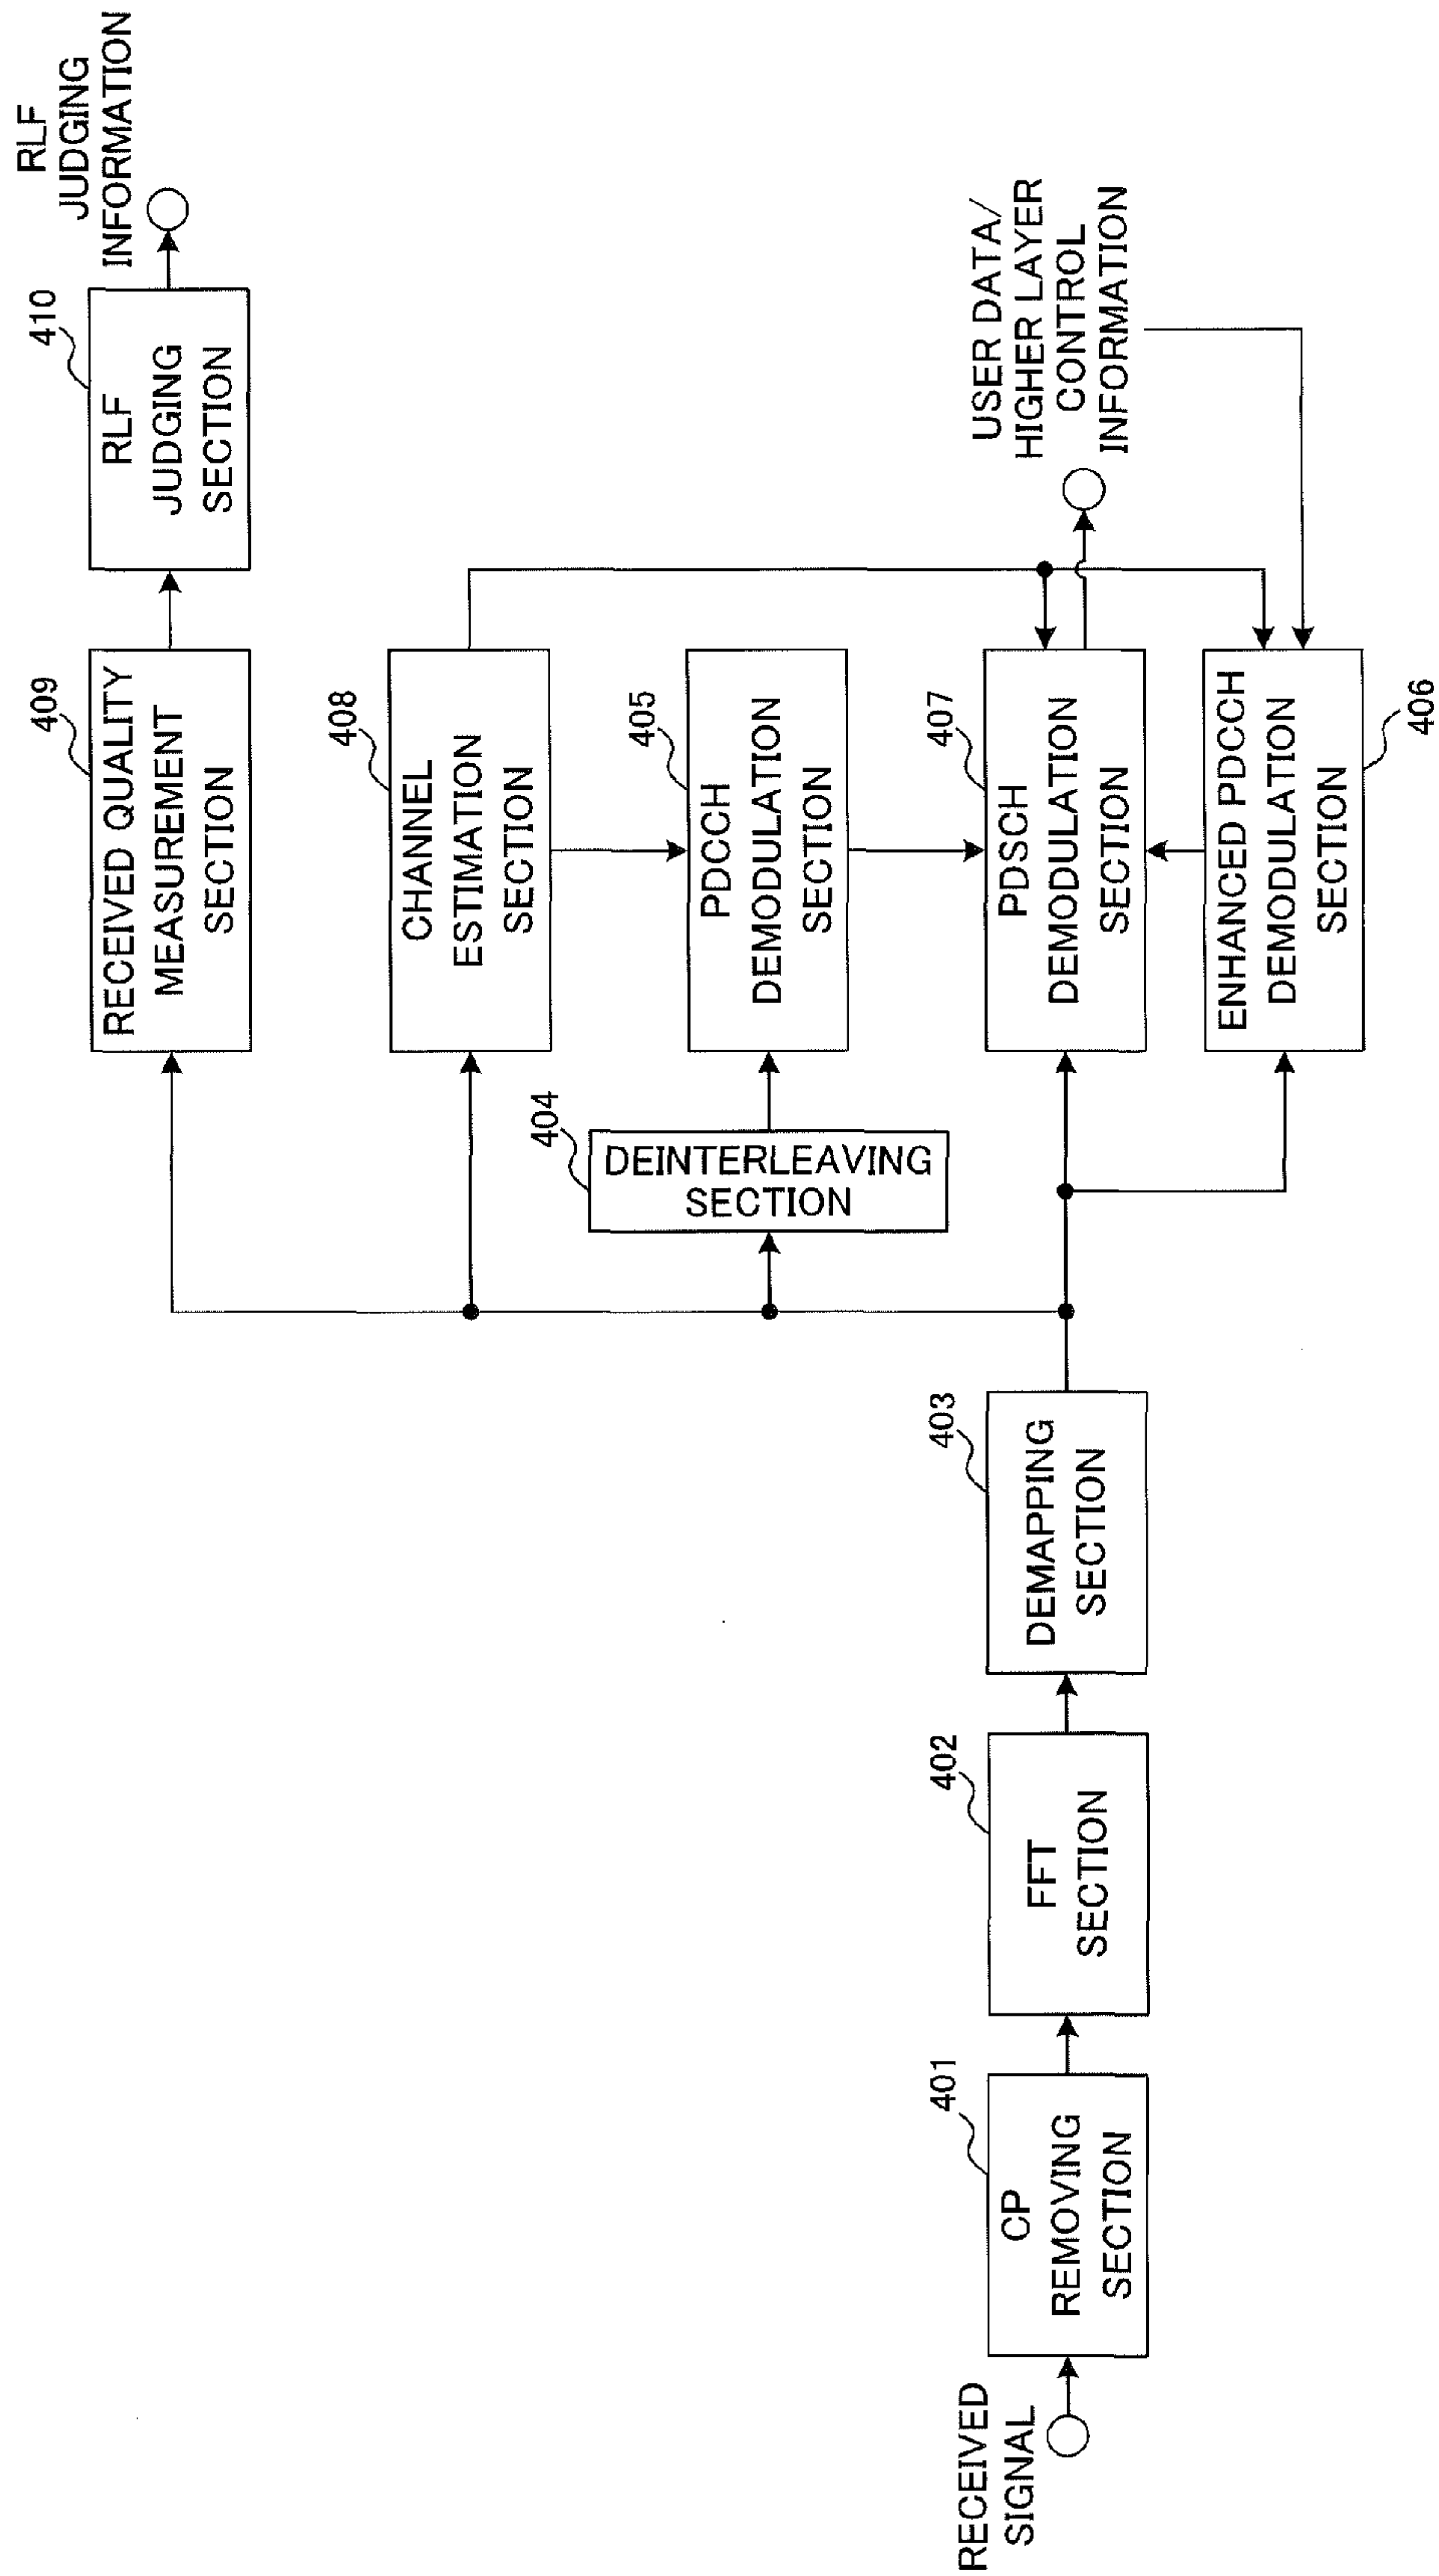 RECEIVED
SIGNAL
401
CP
REMOVING
SECTION
402
FFT
SECTION
403
DEMAPPING
SECTION
404
DEINTERLEAVING
SECTION
409
RECEIVED QUALITY
MEASUREMENT
SECTION
408
CHANNEL
ESTIMATION
SECTION
405
PDCCH
DEMODULATION
SECTION
407
PDSCH
DEMODULATION
SECTION
ENHANCED PDCCH
DEMODULATION
SECTION
406
410
RLF
JUDGING
SECTION
RLF
JUDGING
INFORMATION
USER DATA/
HIGHER LAYER
CONTROL
INFORMATION